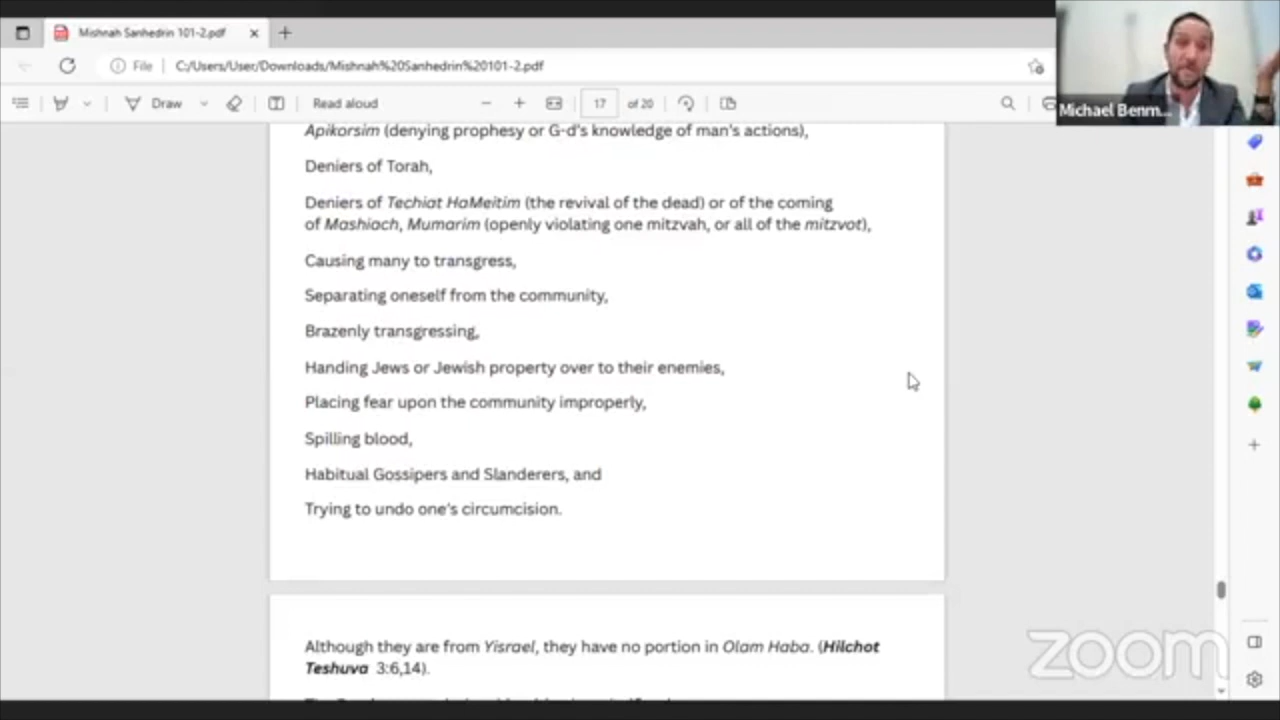 Mishnah Sanhedrin 101-2.pdf
File
C:/Users/User/Downloads/Mishnah%20Sanhedrin%20101-2.pdf
Draw
Read aloud
17
of 20
Michael Benm...
Apikorsim (denying prophesy or G-d's knowledge of man's actions),
Deniers of Torah,
Deniers of Techiat HaMeitim (the revival of the dead) or of the coming
of Mashiach, Mumarim (openly violating one mitzvah, or all of the mitzvot),
Causing many to transgress,
Separating oneself from the community,
Brazenly transgressing,
Handing Jews or Jewish property over to their enemies,
Placing fear upon the community improperly,
Spilling blood,
Habitual Gossipers and Slanderers, and
Trying to undo one's circumcision.
Although they are from Yisrael, they have no portion in Olam Haba. (Hilchot
Teshuva 3:6,14).
zoom